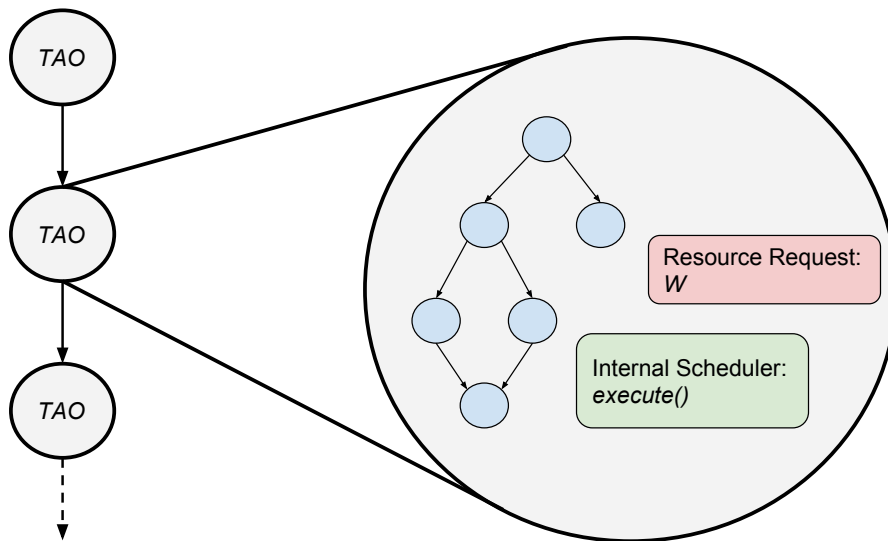 TAO
TAO
TAO
Resource Request:
W
Internal Scheduler:
execute()